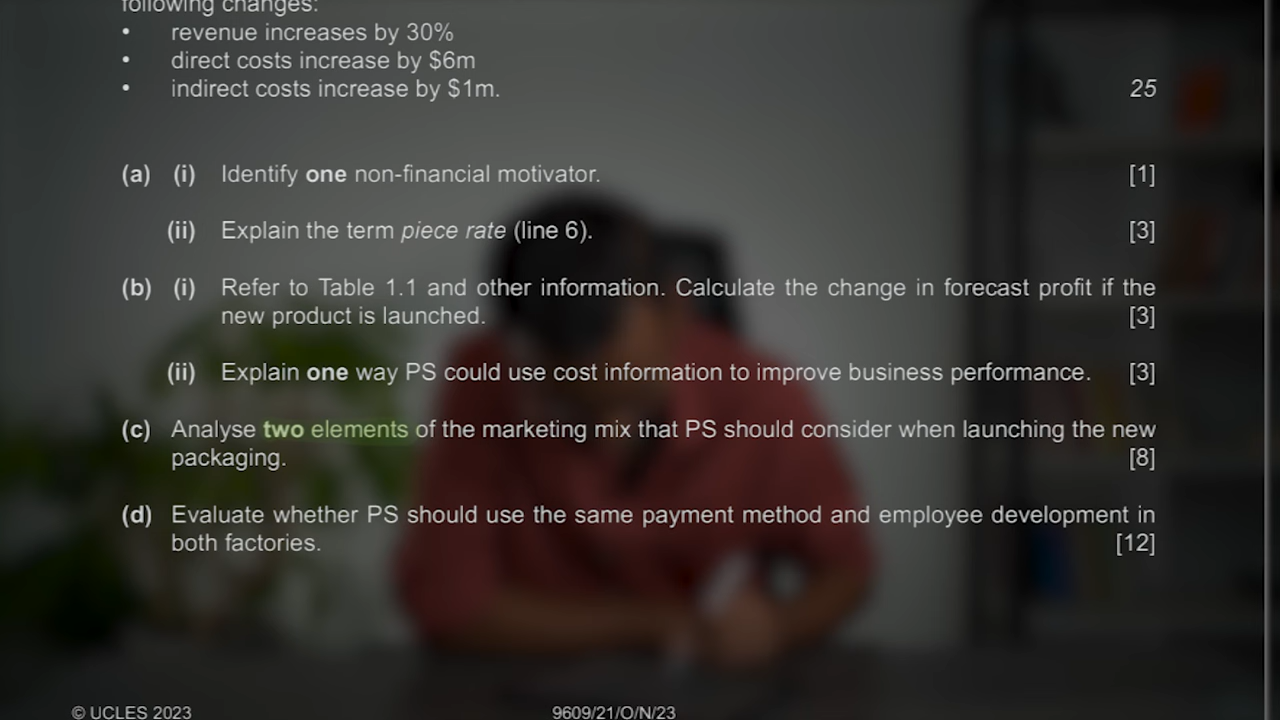 following changes:
• revenue increases by 30%
• direct costs increase by $6m
• indirect costs increase by $1m. 25
(a) (i) Identify one non-financial motivator. [1]
(ii) Explain the term piece rate (line 6). [3]
(b) (i) Refer to Table 1.1 and other information. Calculate the change in forecast profit if the
new product is launched. [3]
(ii) Explain one way PS could use cost information to improve business performance. [3]
(c) Analyse two elements of the marketing mix that PS should consider when launching the new
packaging. [8]
(d) Evaluate whether PS should use the same payment method and employee development in
both factories. [12]
© UCLES 2023 9609/21/O/N/23